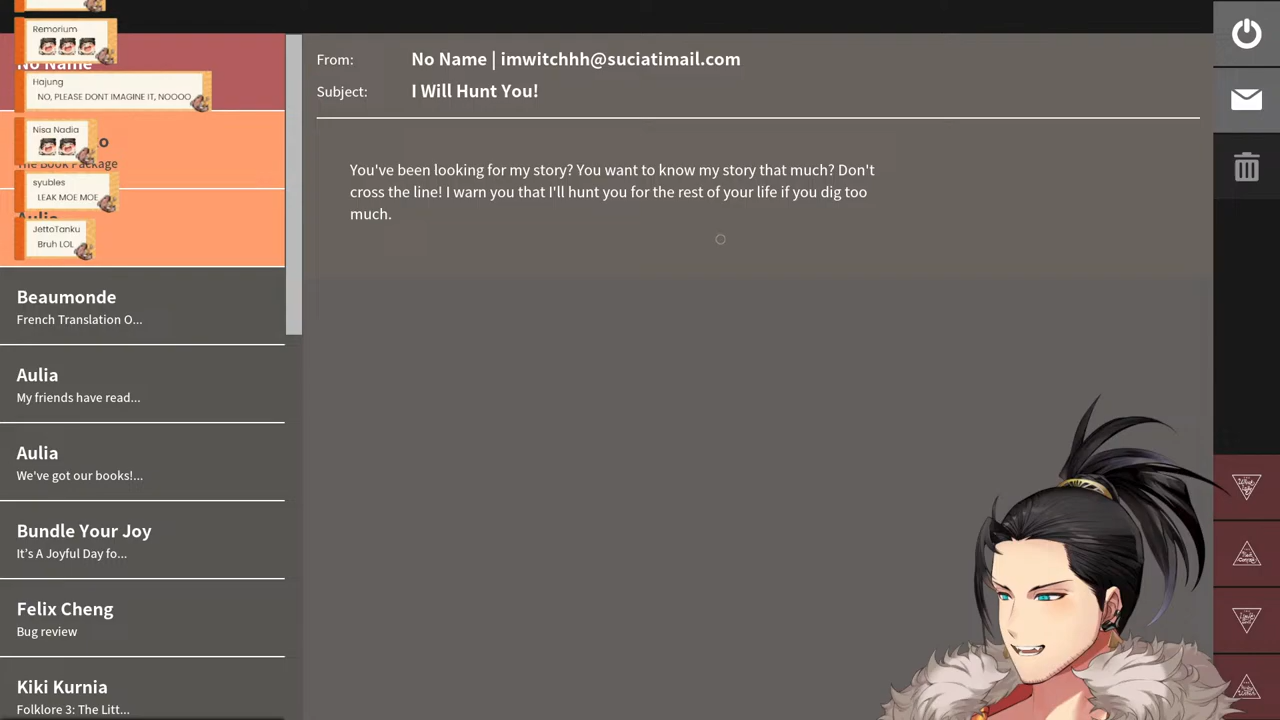 Remorium
No Name
Hajung
NO, PLEASE DONT IMAGINE IT, NOOOO
Nisa Nadia
o
The Book Package
syubles
LEAK MOE MOE
Aulia
JettoTanku
Bruh LOL
Beaumonde
French Translation O...
Aulia
My friends have read...
Aulia
We've got our books!...
Bundle Your Joy
It's A Joyful Day fo...
Felix Cheng
Bug review
Kiki Kurnia
Folklore 3: The Litt...
From: No Name | imwitchhh@suciatimail.com
Subject: I Will Hunt You!
You've been looking for my story? You want to know my story that much? Don't
cross the line! I warn you that I'll hunt you for the rest of your life if you dig too
much.